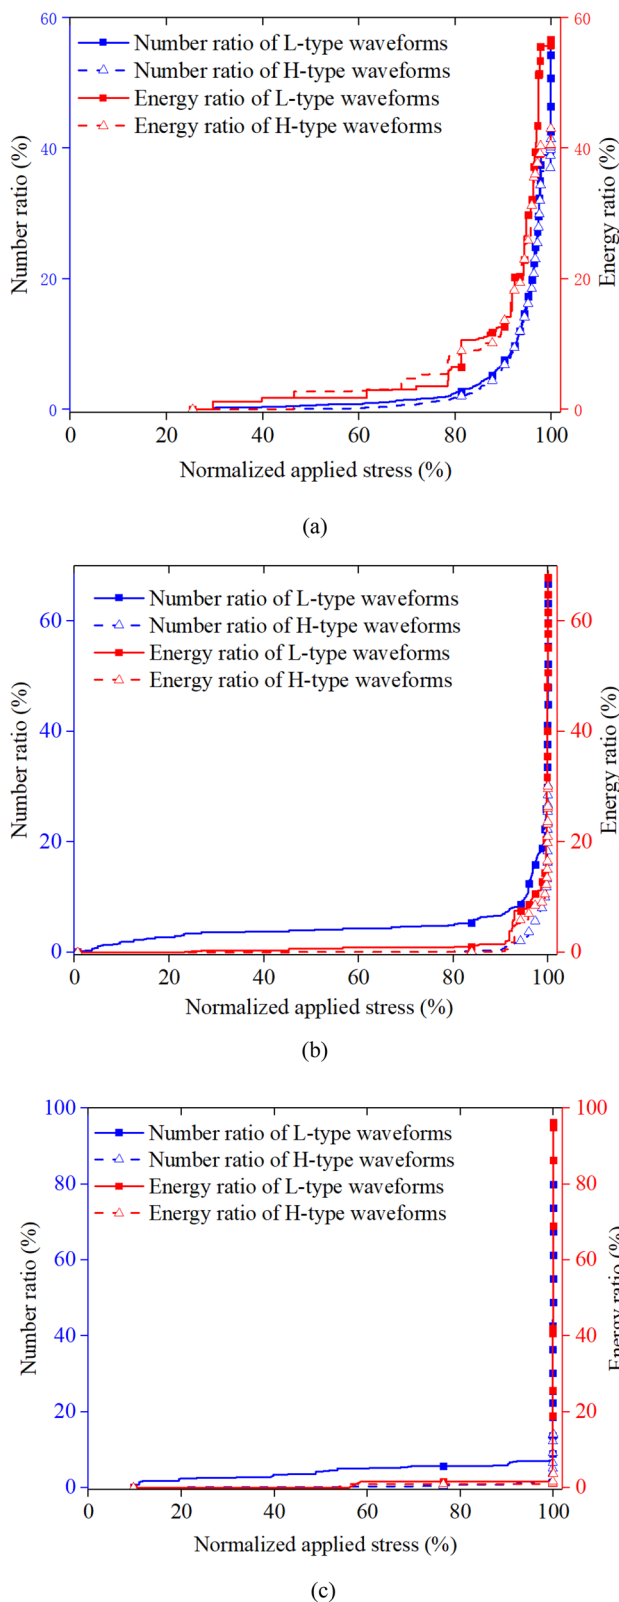 60
60
Number ratio of L-type waveforms
Number ratio of H-type waveforms
Energy ratio of L-type waveforms
Energy ratio of H-type waveforms
40
40
Number ratio (%)
Energy ratio (%)
20
20
0
0
0 20 40 60 80 100
Normalized applied stress (%)
(a)
Number ratio of L-type waveforms
Number ratio of H-type waveforms
Energy ratio of L-type waveforms
Energy ratio of H-type waveforms
60
60
40
40
Number ratio (%)
Energy ratio (%)
20
20
0
0
0 20 40 60 80 100
Normalized applied stress (%)
(b)
100
100
Number ratio of L-type waveforms
Number ratio of H-type waveforms
Energy ratio of L-type waveforms
Energy ratio of H-type waveforms
80
80
60
60
Number ratio (%)
Energy ratio (%)
40
40
20
20
0
0
0 20 40 60 80 100
Normalized applied stress (%)
(c)